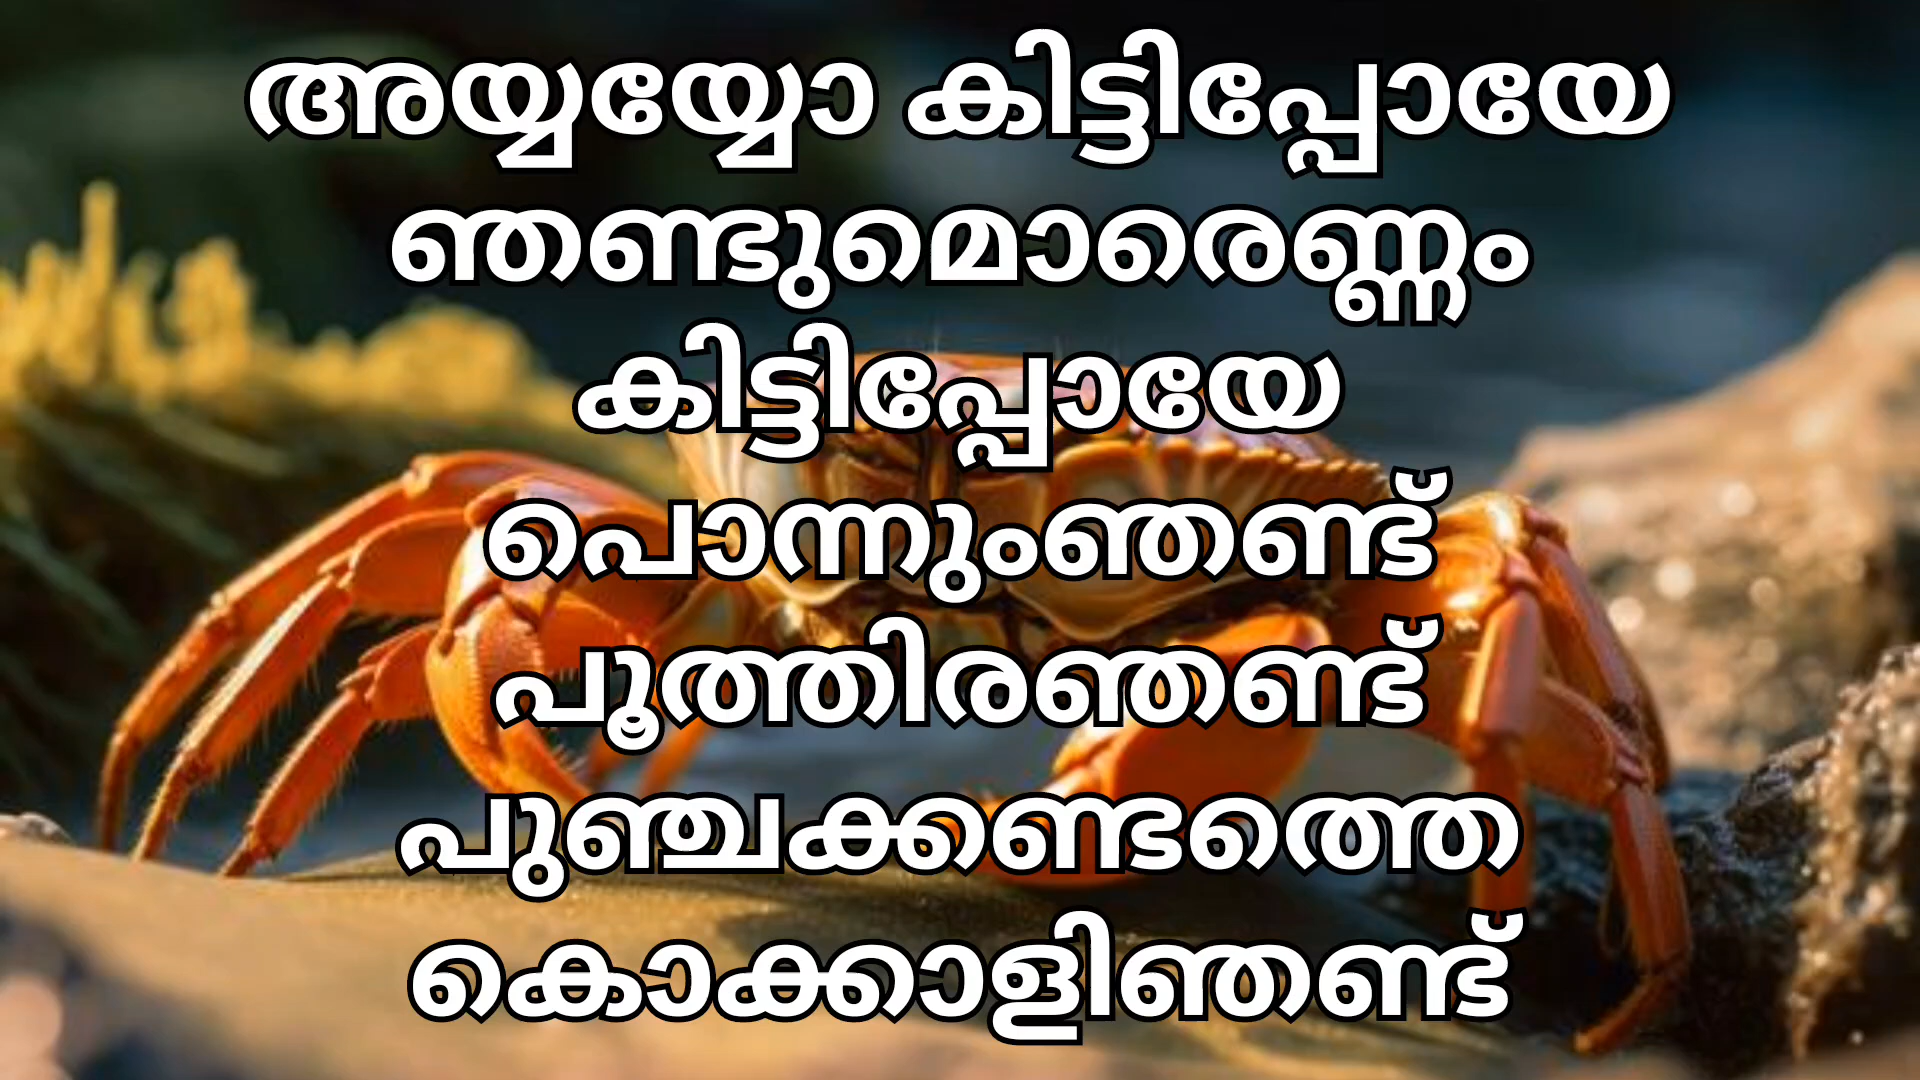 അയ്യയ്യോ കിട്ടിപ്പോയേ
ഞണ്ടുമൊരെണ്ണം
കിട്ടിപ്പോയേ
പൊന്നുംഞണ്ട്
പൂത്തിരഞണ്ട്
പുഞ്ചക്കണ്ടത്തെ
കൊക്കാളിഞണ്ട്